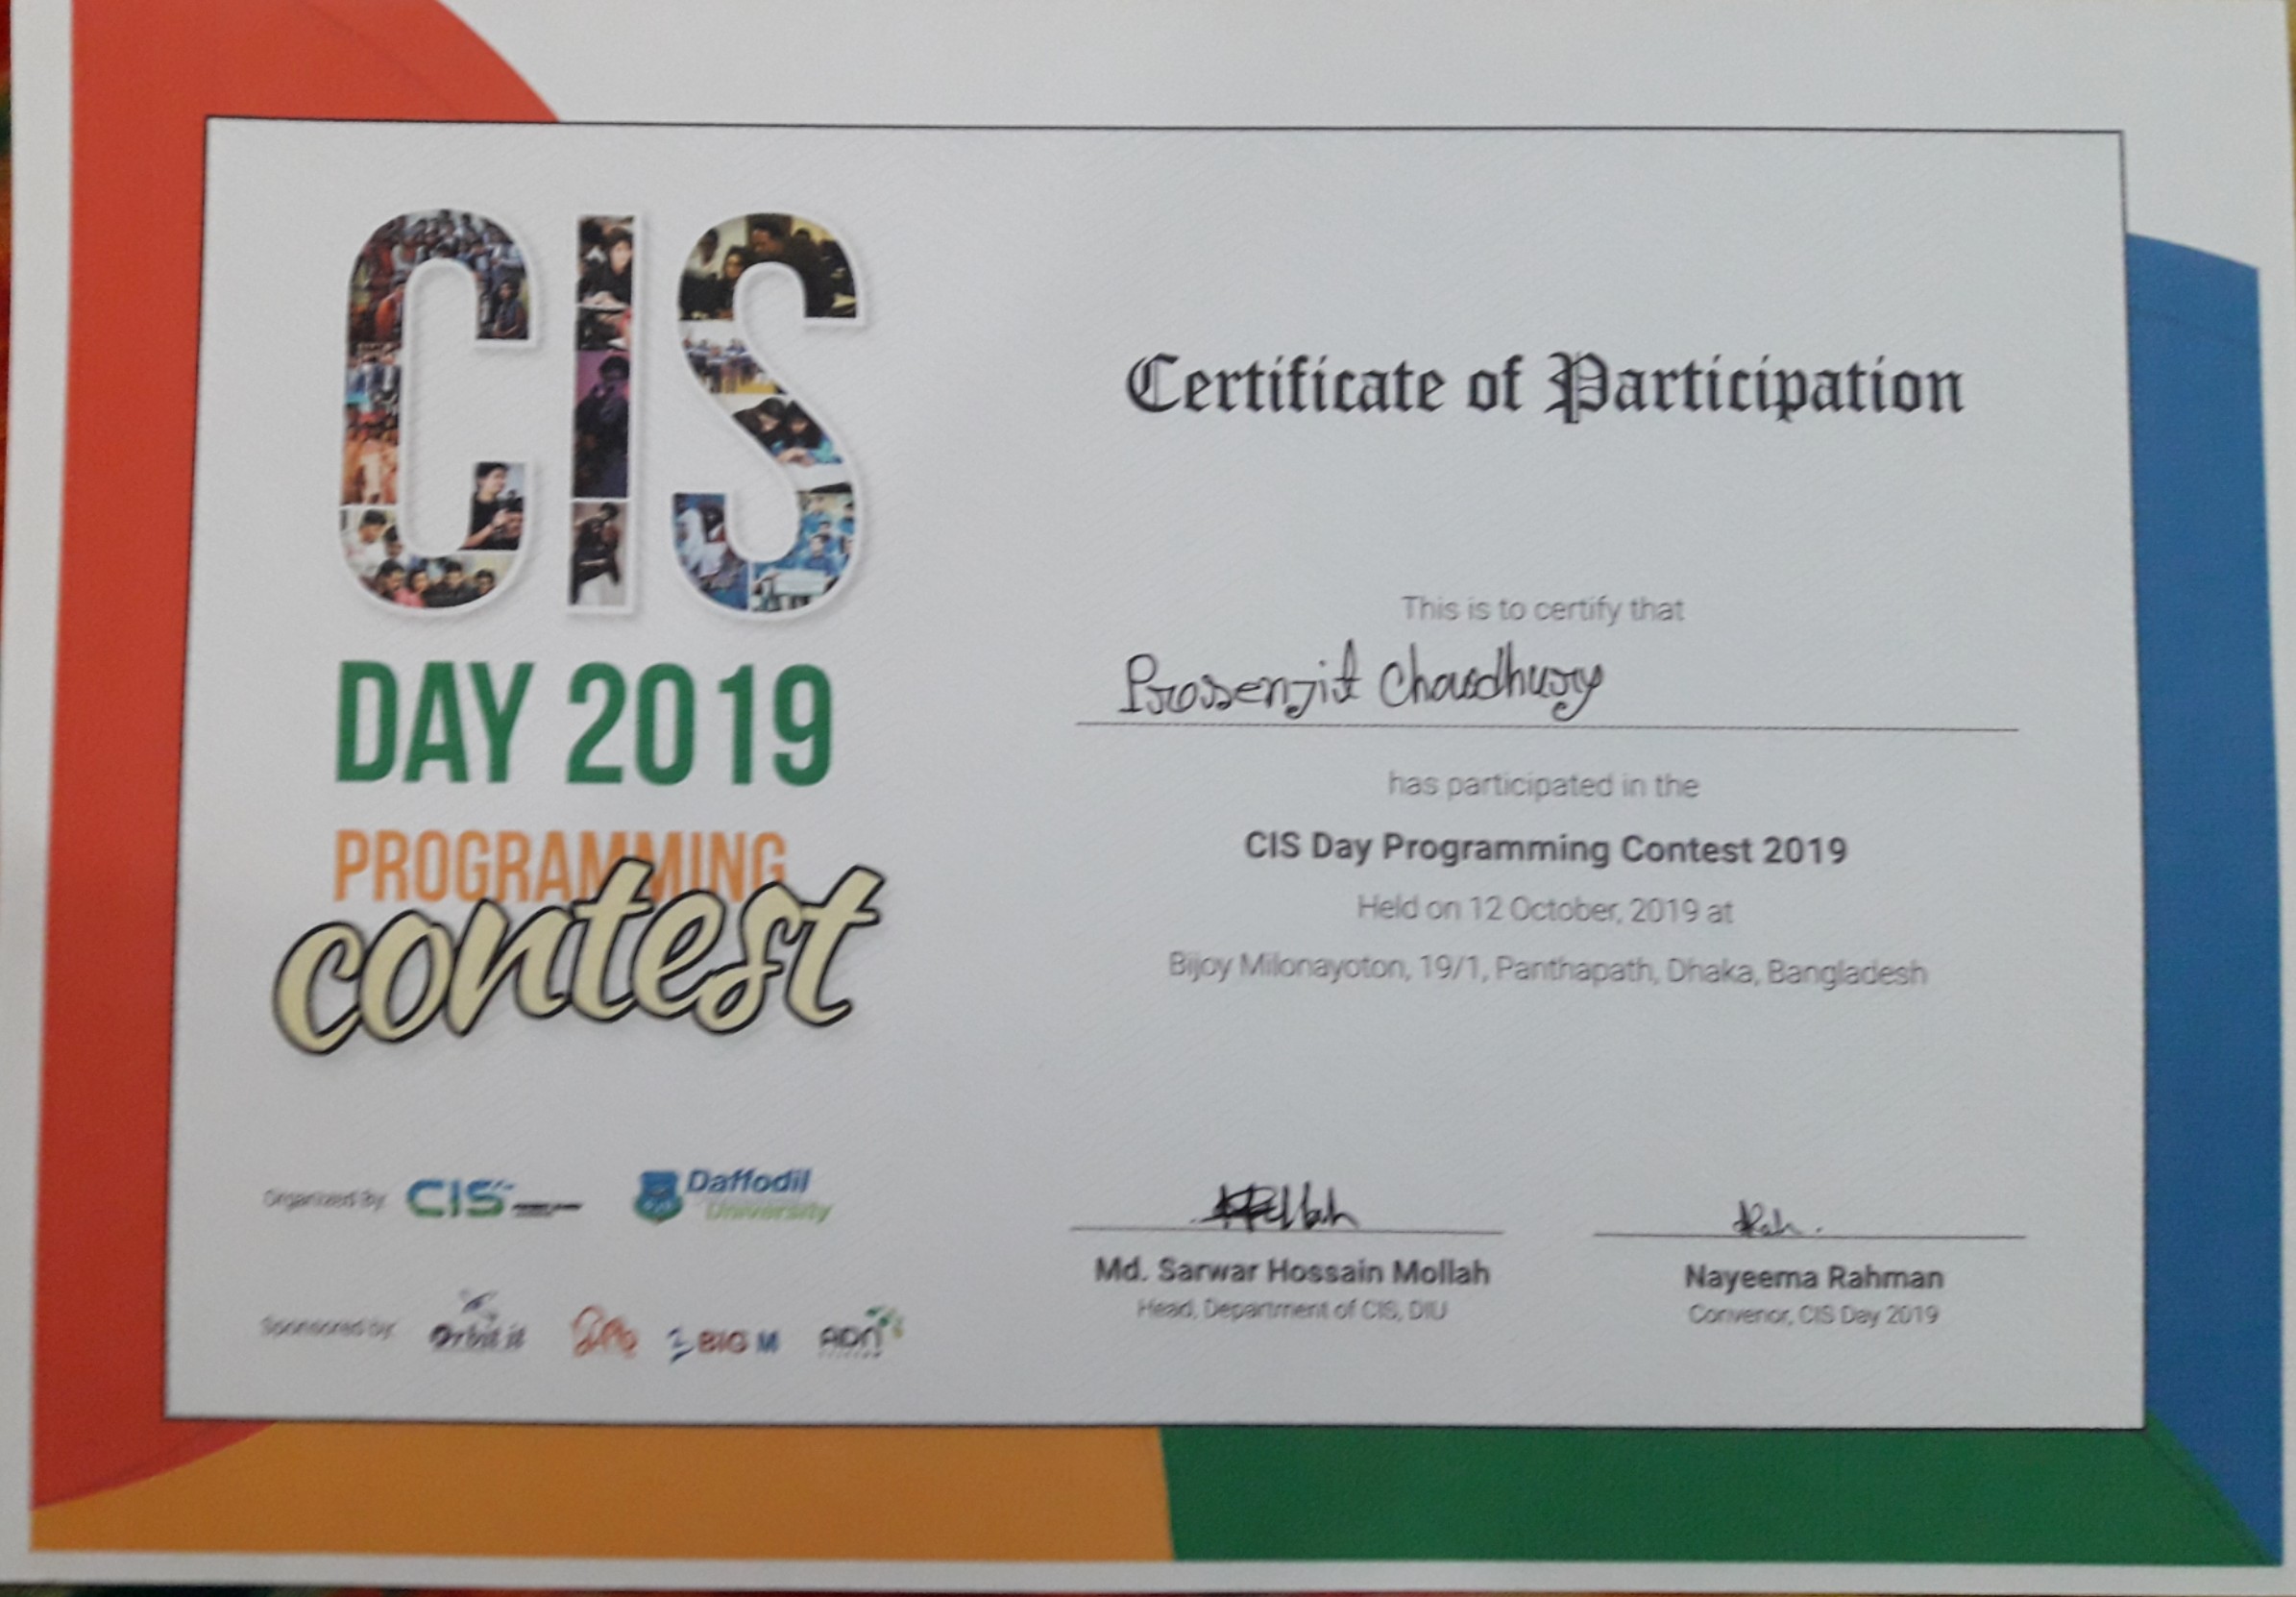 CIS
DAY 2019
PROGRAMMING
contest
Organized by:
CIS
Daffodil
University
Sponsored by:
Orbit it
BIG M
ADN
Certificate of Participation
This is to certify that
Prosenjit Chowdhury
has participated in the
CIS Day Programming Contest 2019
Held on 12 October, 2019 at
Bijoy Milonayoton, 19/1, Panthapath, Dhaka, Bangladesh
Md. Sarwar Hossain Mollah
Head, Department of CIS, DIU
Nayeema Rahman
Convenor, CIS Day 2019